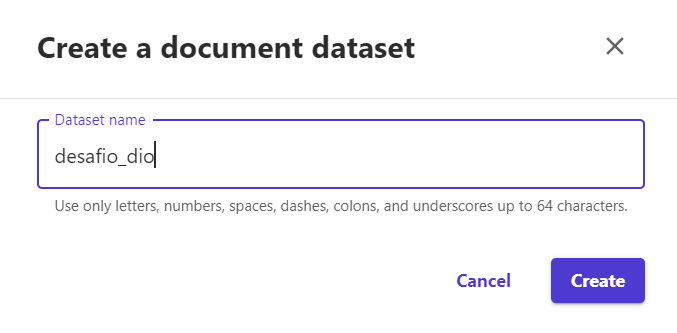 Create a document dataset
Dataset name
desafio_dio
Use only letters, numbers, spaces, dashes, colons, and underscores up to 64 characters.
Cancel
Create